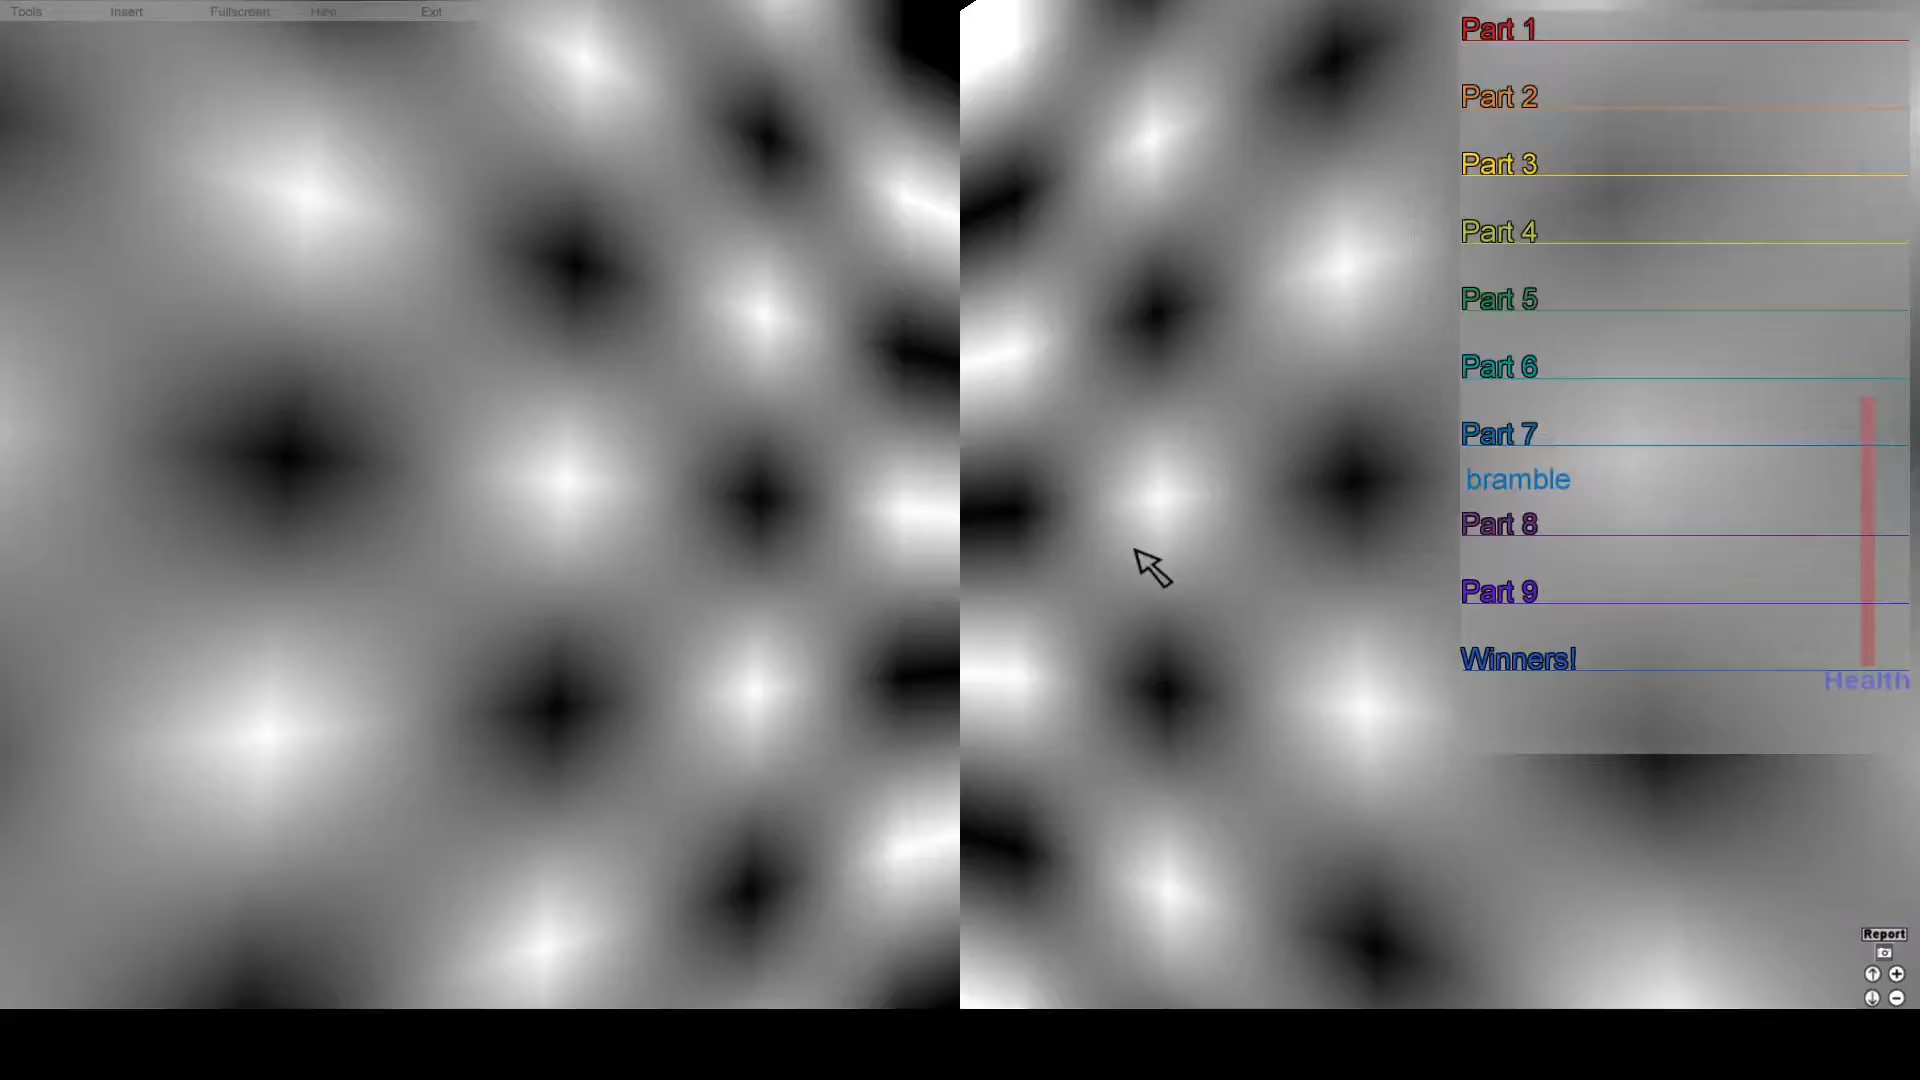 Tools Insert Fullscreen Help Exit
Part 1
Part 2
Part 3
Part 4
Part 5
Part 6
Part 7
bramble
Part 8
Part 9
Winners!
Health
Report